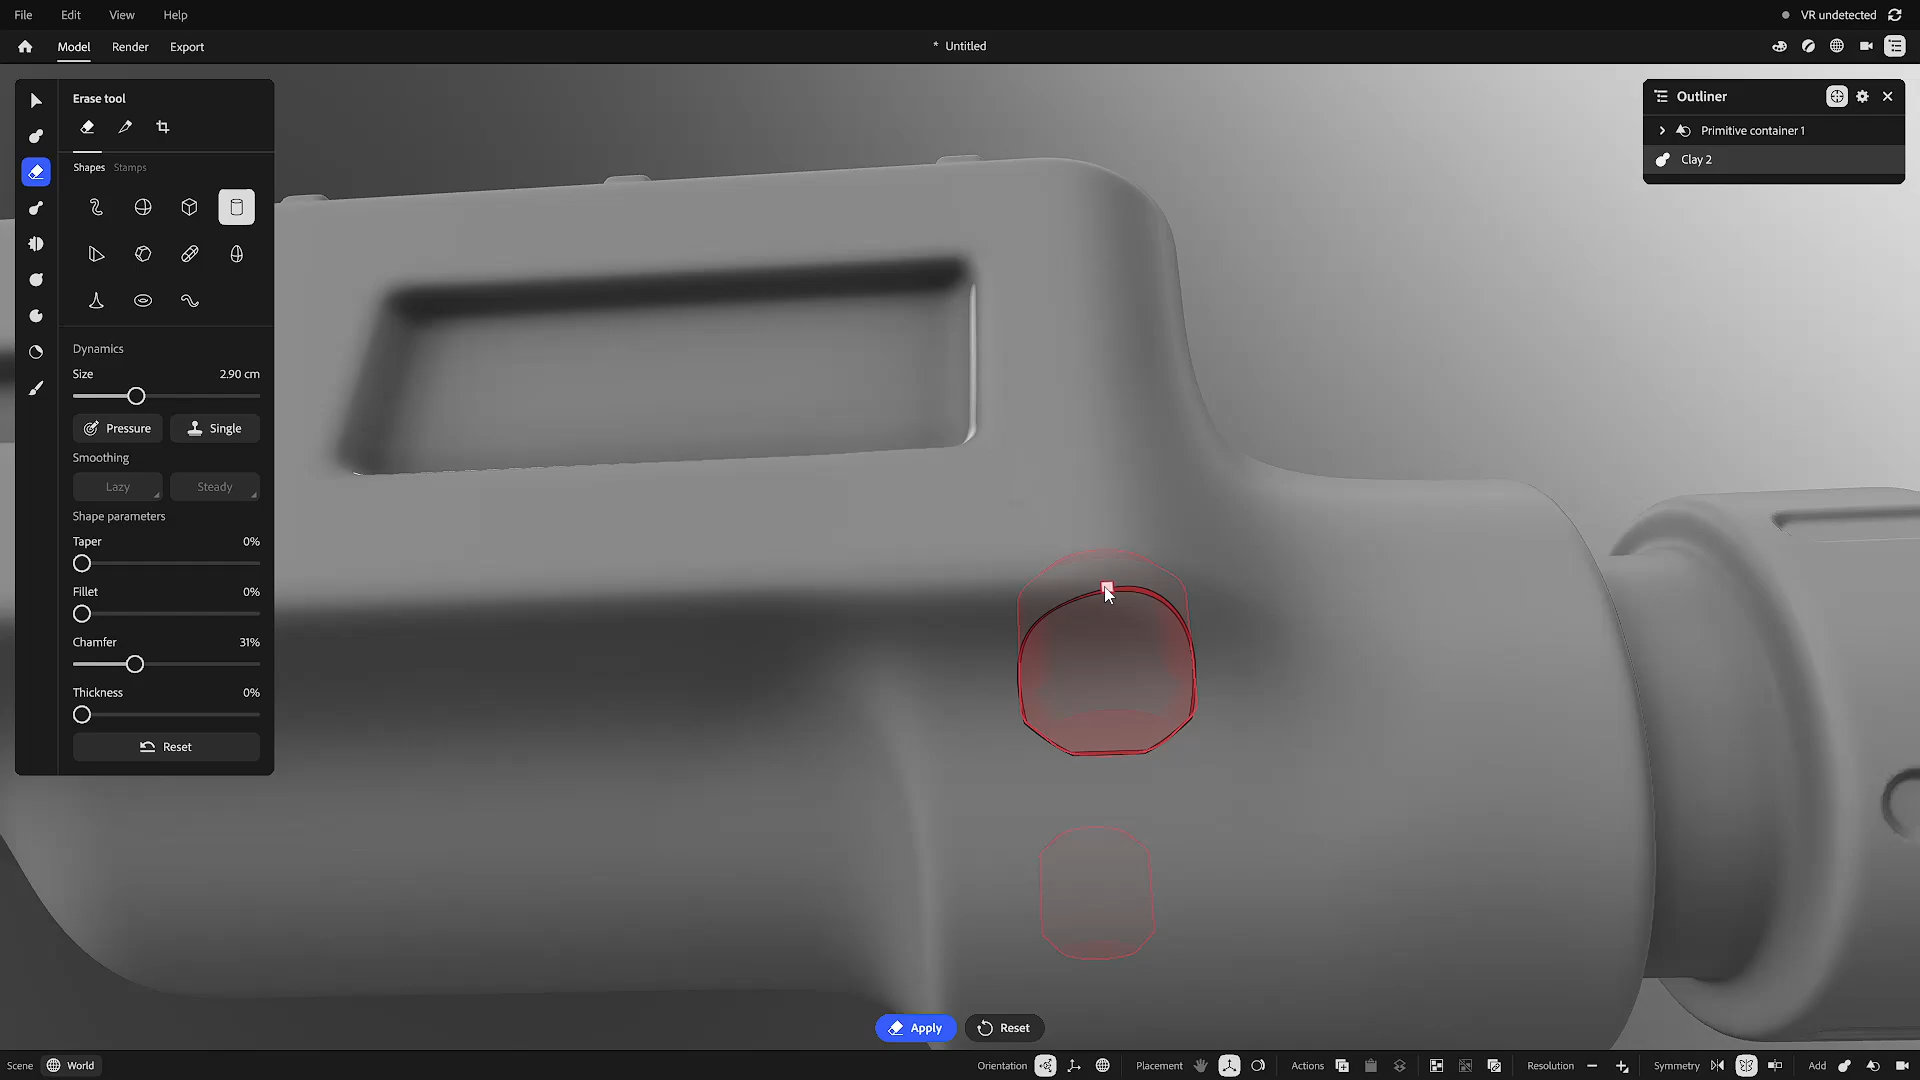 File Edit View Help
VR undetected
Model Render Export
* Untitled
Erase tool
Shapes Stamps
Dynamics
Size 2.90 cm
Pressure Single
Smoothing
Lazy Steady
Shape parameters
Taper 0%
Fillet 0%
Chamfer 31%
Thickness 0%
Reset
Outliner
Primitive container 1
Clay 2
Apply Reset
Scene World Orientation Placement Actions Resolution Symmetry Add